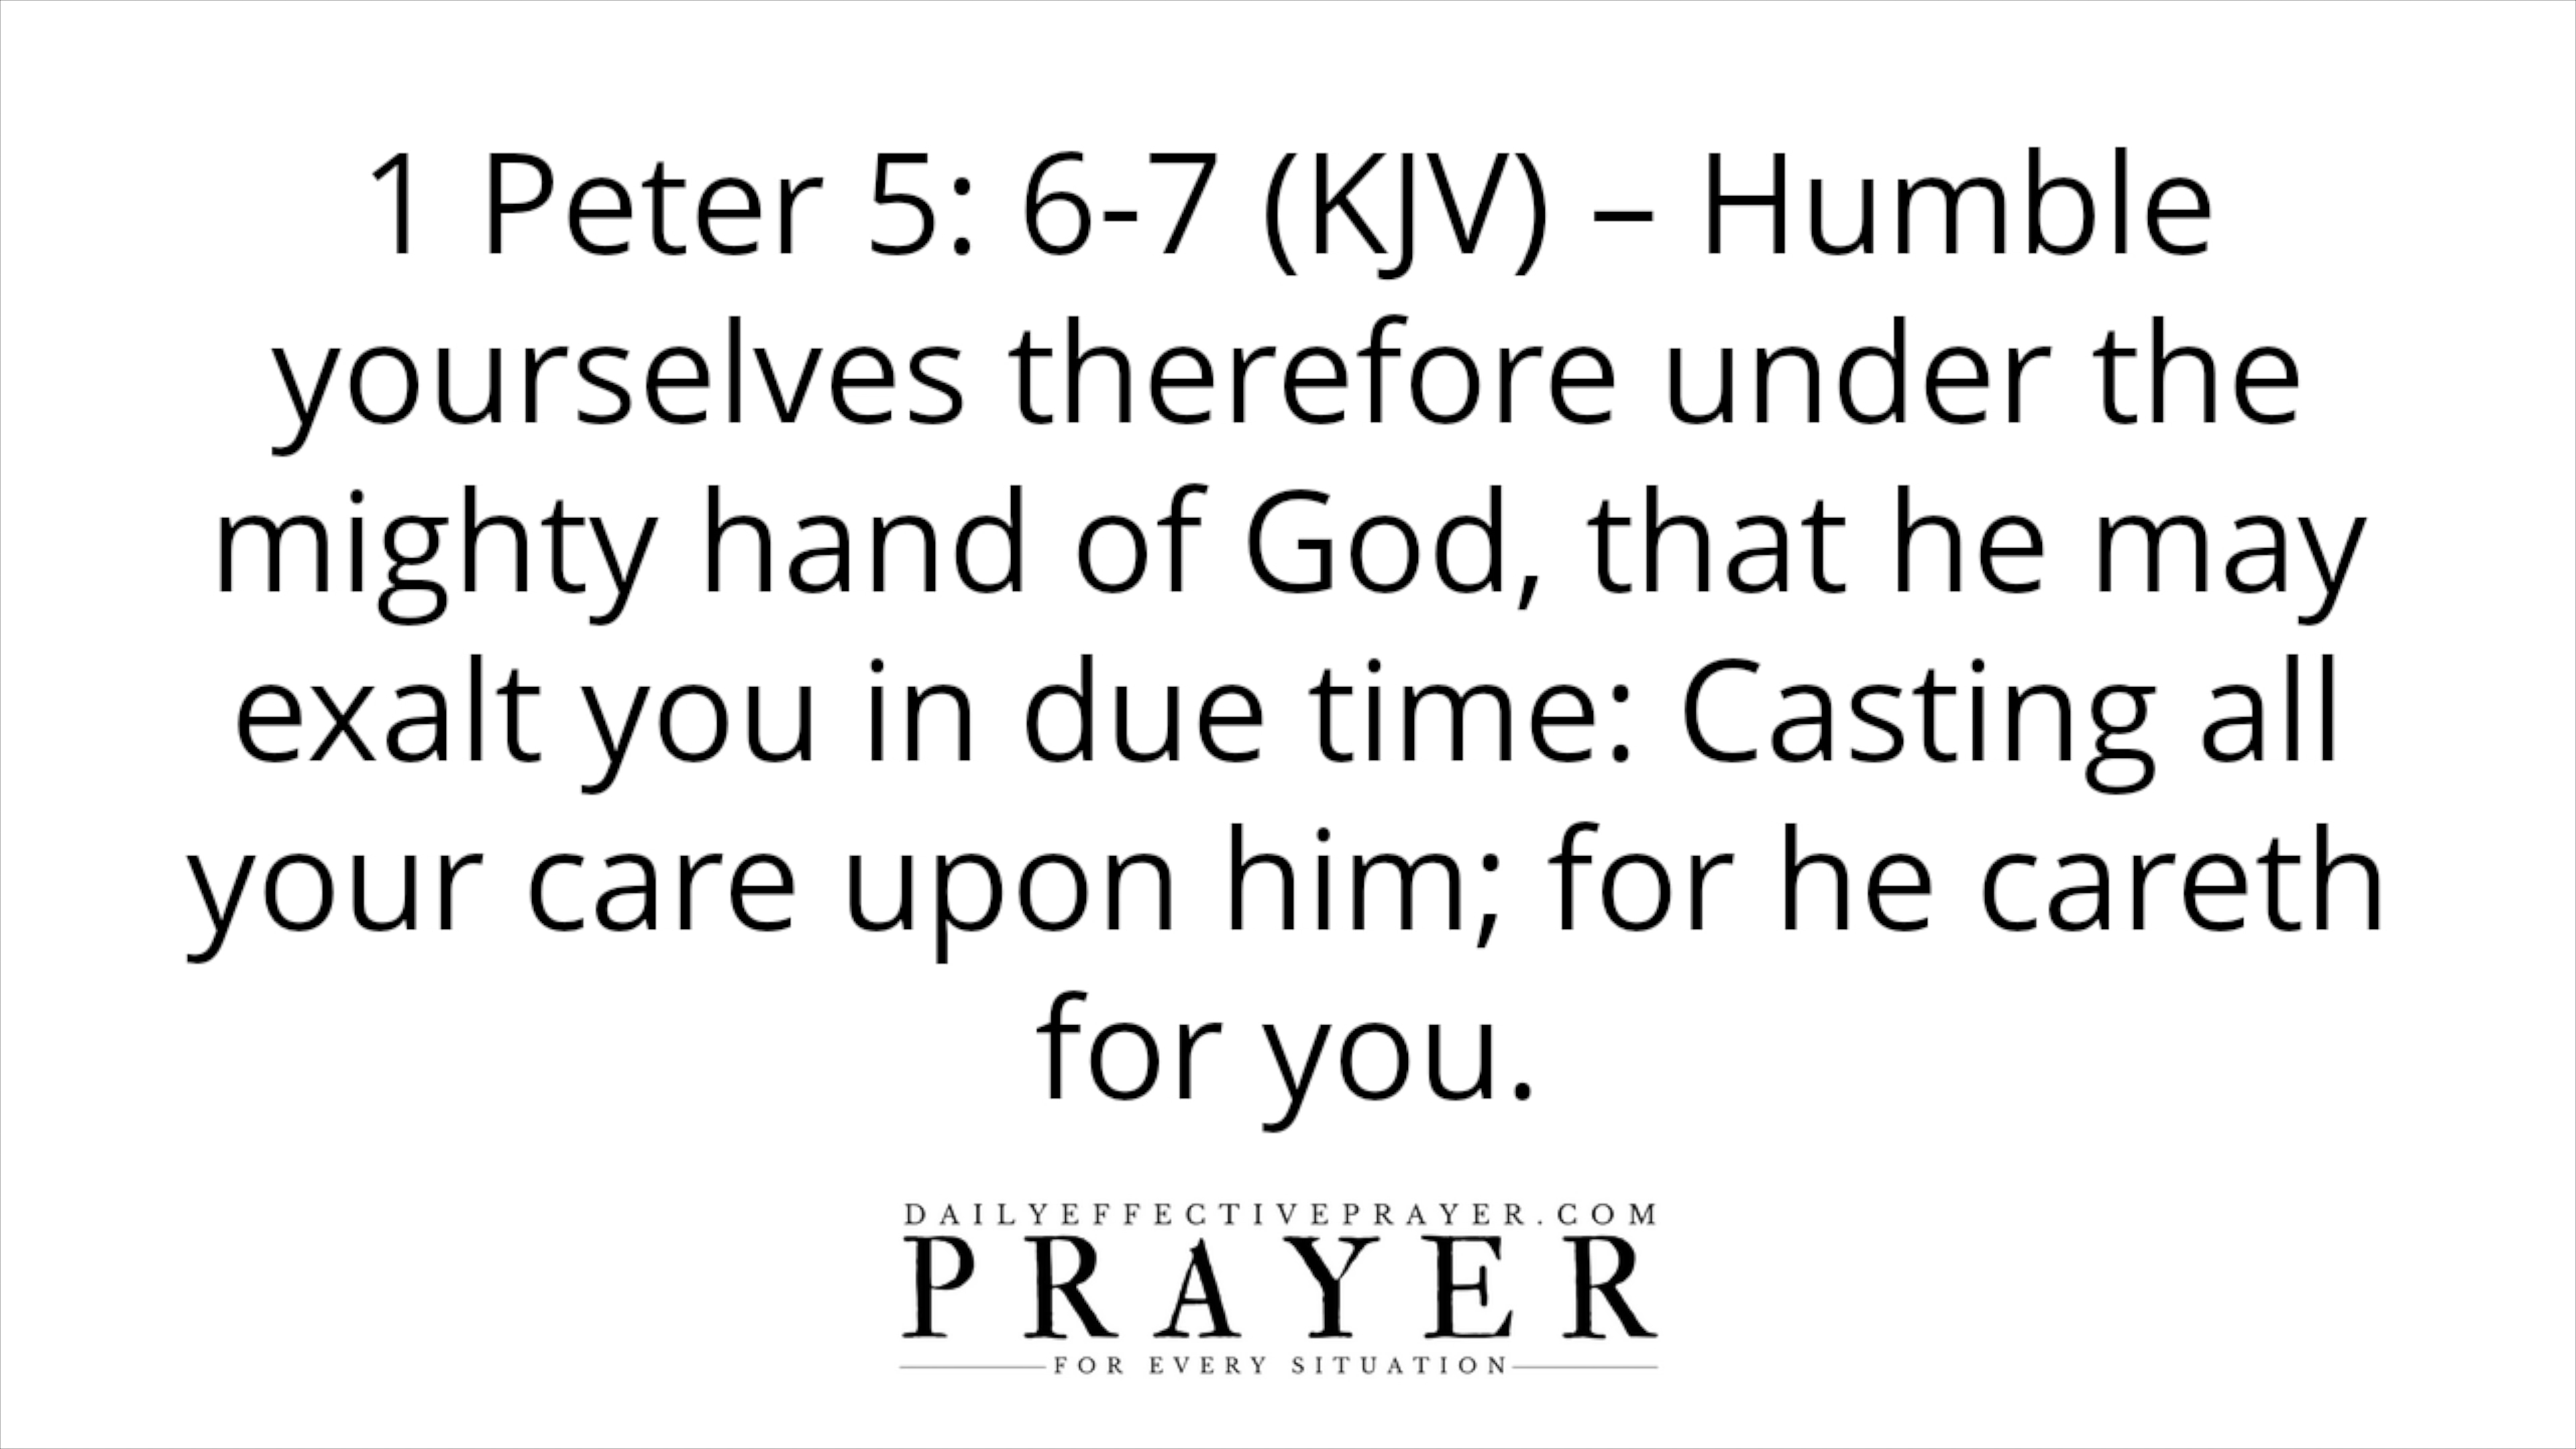 1 Peter 5: 6-7 (KJV) – Humble
yourselves therefore under the
mighty hand of God, that he may
exalt you in due time: Casting all
your care upon him; for he careth
for you.
DAILYEFFECTIVEPRAYER.COM
PRAYER
FOR EVERY SITUATION